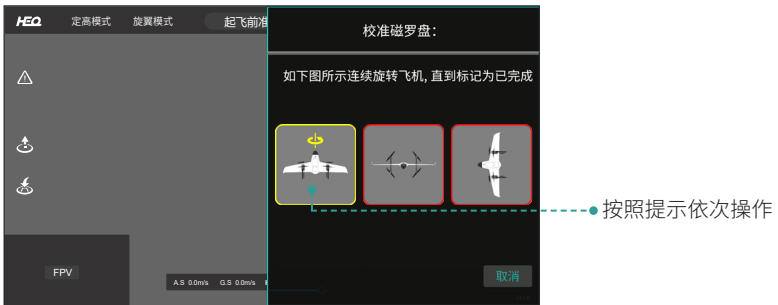 HEQ 定高模式 旋翼模式 起飞前准
校准磁罗盘：
如下图所示连续旋转飞机, 直到标记为已完成
按照提示依次操作
取消
FPV
A.S 0.0m/s G.S 0.0m/s